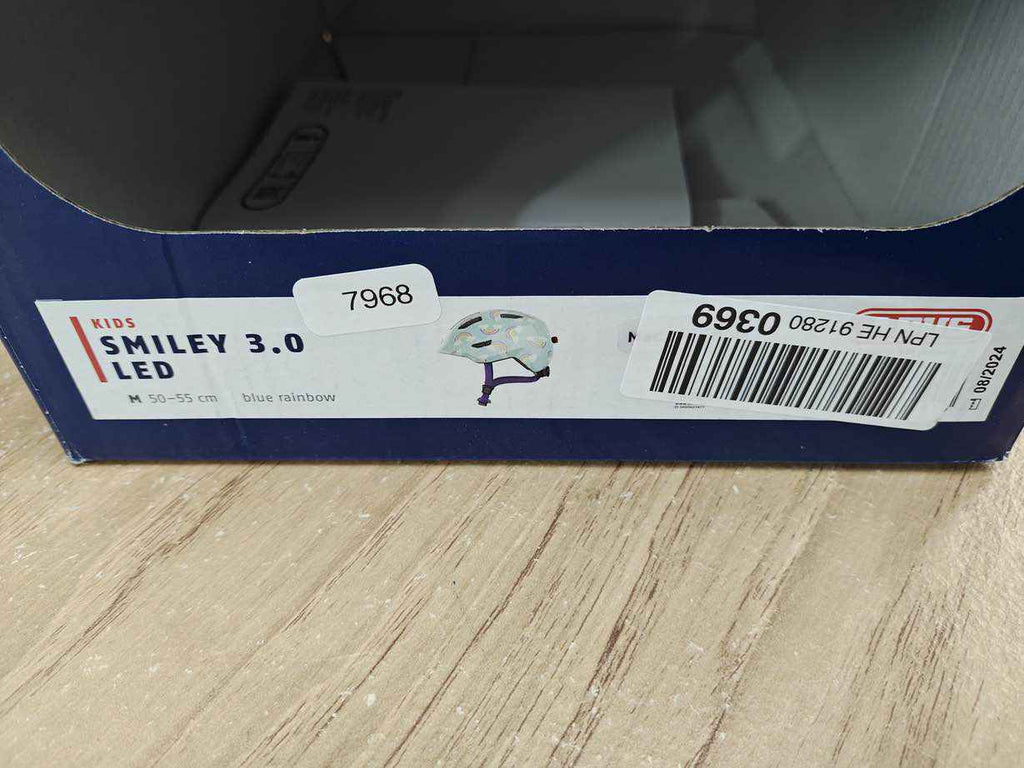 7968
KIDS
SMILEY 3.0
LED
M 50–55 cm blue rainbow
LPN HE 91280 0369
08/2024